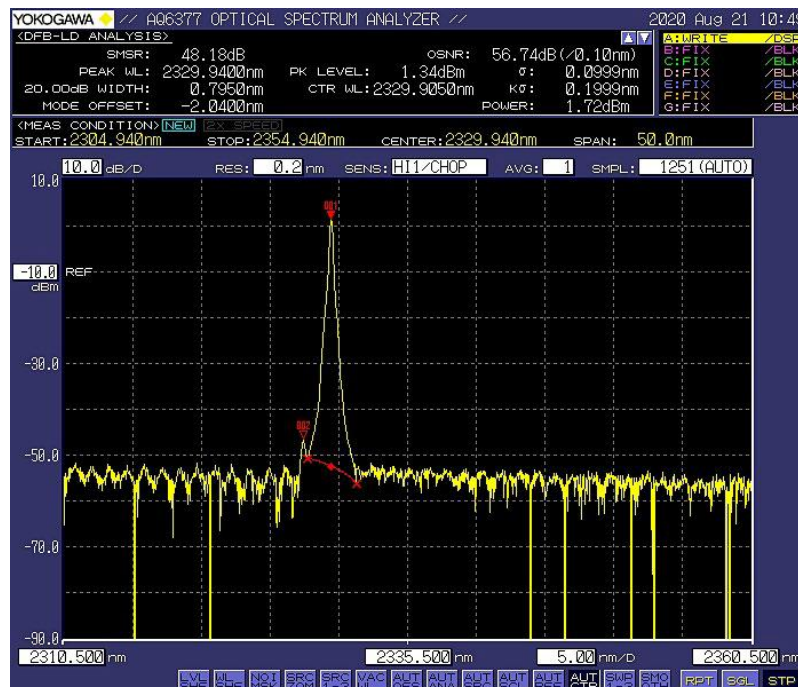 YOKOGAWA // AQ6377 OPTICAL SPECTRUM ANALYZER // 2020 Aug 21 10:49
<DFB-LD ANALYSIS>
SMSR: 48.18dB OSNR: 56.74dB(/0.10nm)
PEAK WL: 2329.9400nm PK LEVEL: 1.34dBm σ: 0.0999nm
20.00dB WIDTH: 0.7950nm CTR WL:2329.9050nm Kσ: 0.1999nm
MODE OFFSET: -2.0400nm POWER: 1.72dBm
A:WRITE /DSP
B:FIX /BLK
C:FIX /BLK
D:FIX /BLK
E:FIX /BLK
F:FIX /BLK
G:FIX /BLK
<MEAS CONDITION> NEW 2x SPEED
START:2304.940nm STOP:2354.940nm CENTER:2329.940nm SPAN: 50.0nm
10.0 dB/D RES: 0.2 nm SENS: HI1/CHOP AVG: 1 SMPL: 1251(AUTO)
10.0
001
-10.0 REF
dBm
-30.0
002
-50.0
-70.0
-90.0
2310.500 nm 2335.500 nm 5.00 nm/D 2360.500 nm
RPT SGL STP